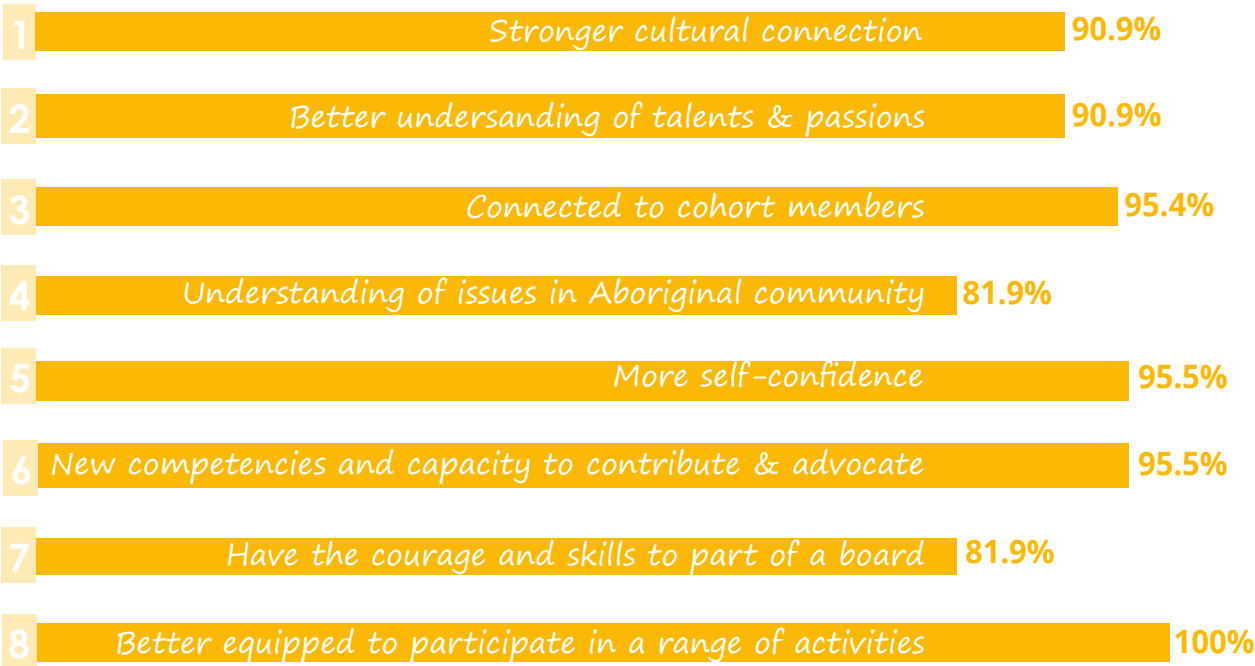 1 Stronger cultural connection 90.9%
2 Better undersanding of talents & passions 90.9%
3 Connected to cohort members 95.4%
4 Understanding of issues in Aboriginal community 81.9%
5 More self-confidence 95.5%
6 New competencies and capacity to contribute & advocate 95.5%
7 Have the courage and skills to part of a board 81.9%
8 Better equipped to participate in a range of activities 100%